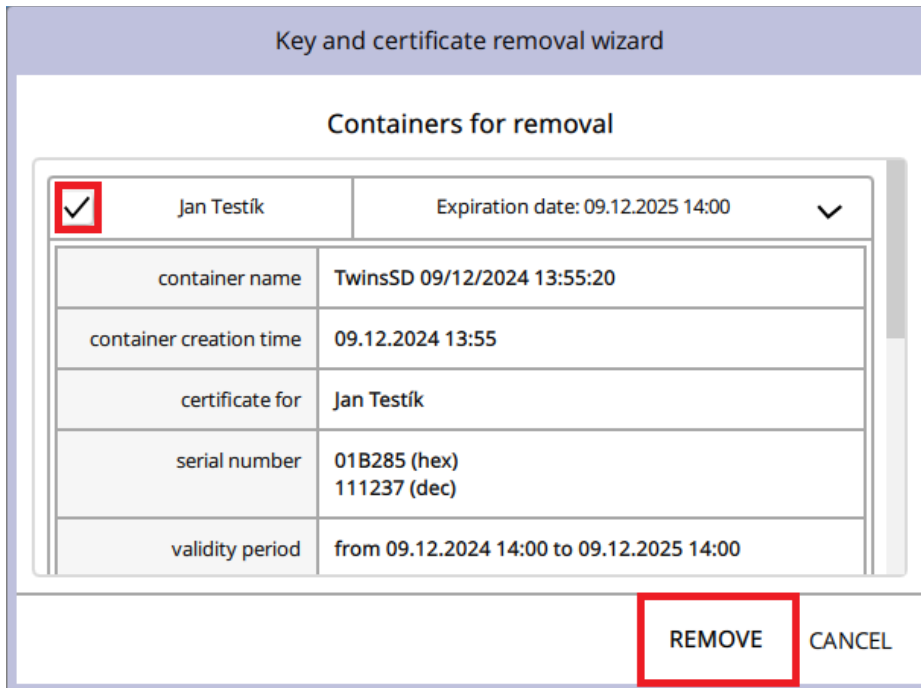 Key and certificate removal wizard
Containers for removal
Jan Testík Expiration date: 09.12.2025 14:00
container name TwinsSD 09/12/2024 13:55:20
container creation time 09.12.2024 13:55
certificate for Jan Testík
serial number 01B285 (hex)
111237 (dec)
validity period from 09.12.2024 14:00 to 09.12.2025 14:00
REMOVE CANCEL